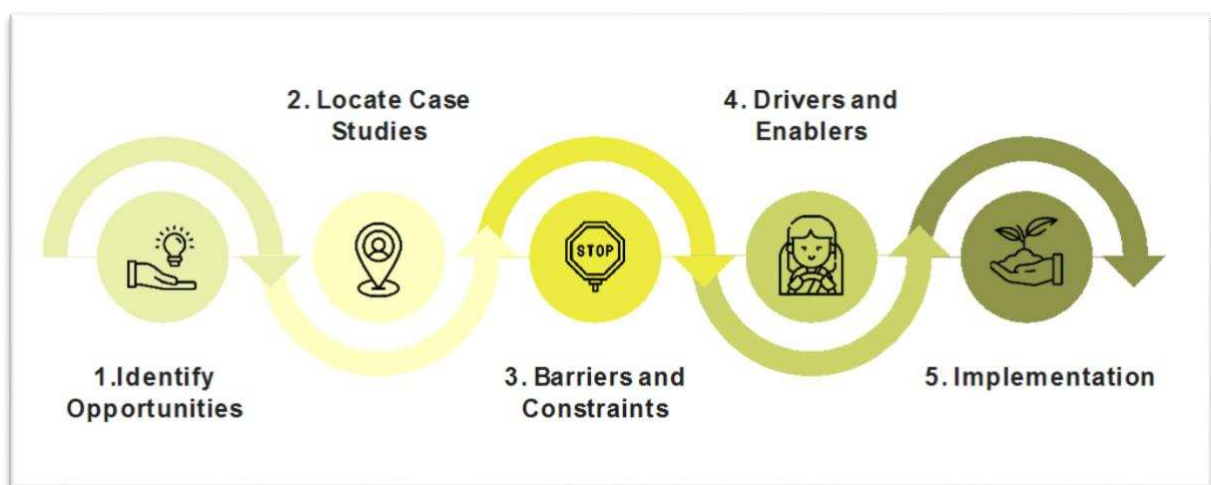 1.Identify
Opportunities
2. Locate Case
Studies
STOP
3. Barriers and
Constraints
4. Drivers and
Enablers
5. Implementation